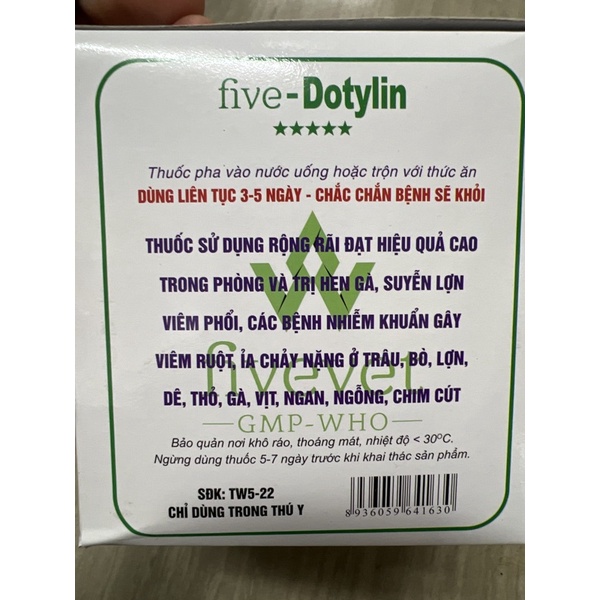 five-Dotylin
★★★★★
Thuốc pha vào nước uống hoặc trộn với thức ăn
DÙNG LIÊN TỤC 3-5 NGÀY - CHẮC CHẮN BỆNH SẼ KHỎI
THUỐC SỬ DỤNG RỘNG RÃI ĐẠT HIỆU QUẢ CAO
TRONG PHÒNG VÀ TRỊ HEN GÀ, SUYỄN LỢN
VIÊM PHỔI, CÁC BỆNH NHIỄM KHUẨN GÂY
VIÊM RUỘT, ỈA CHẢY NẶNG Ở TRÂU, BÒ, LỢN,
fivevet
DÊ, THỎ, GÀ, VỊT, NGAN, NGỖNG, CHIM CÚT
GMP-WHO
Bảo quản nơi khô ráo, thoáng mát, nhiệt độ < 30ºC.
Ngừng dùng thuốc 5-7 ngày trước khi khai thác sản phẩm.
SĐK: TW5-22
CHỈ DÙNG TRONG THÚ Y
8 936059 641630